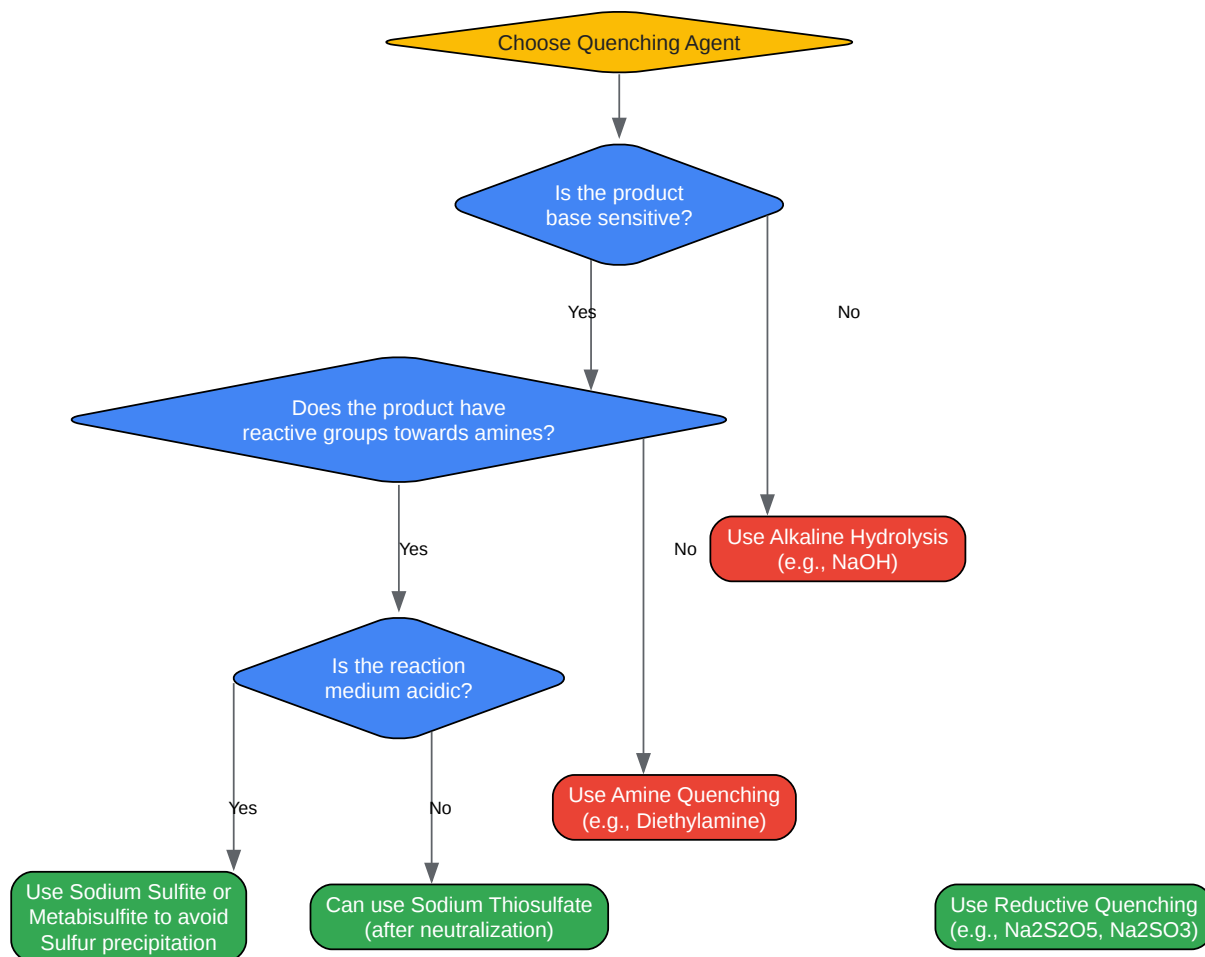 Choose Quenching Agent
Is the product
base sensitive?
Yes
No
Does the product have
reactive groups towards amines?
Use Alkaline Hydrolysis
(e.g., NaOH)
Yes
No
Is the reaction
medium acidic?
Use Amine Quenching
(e.g., Diethylamine)
Yes
No
Use Sodium Sulfite or
Metabisulfite to avoid
Sulfur precipitation
Can use Sodium Thiosulfate
(after neutralization)
Use Reductive Quenching
(e.g., Na2S2O5, Na2SO3)